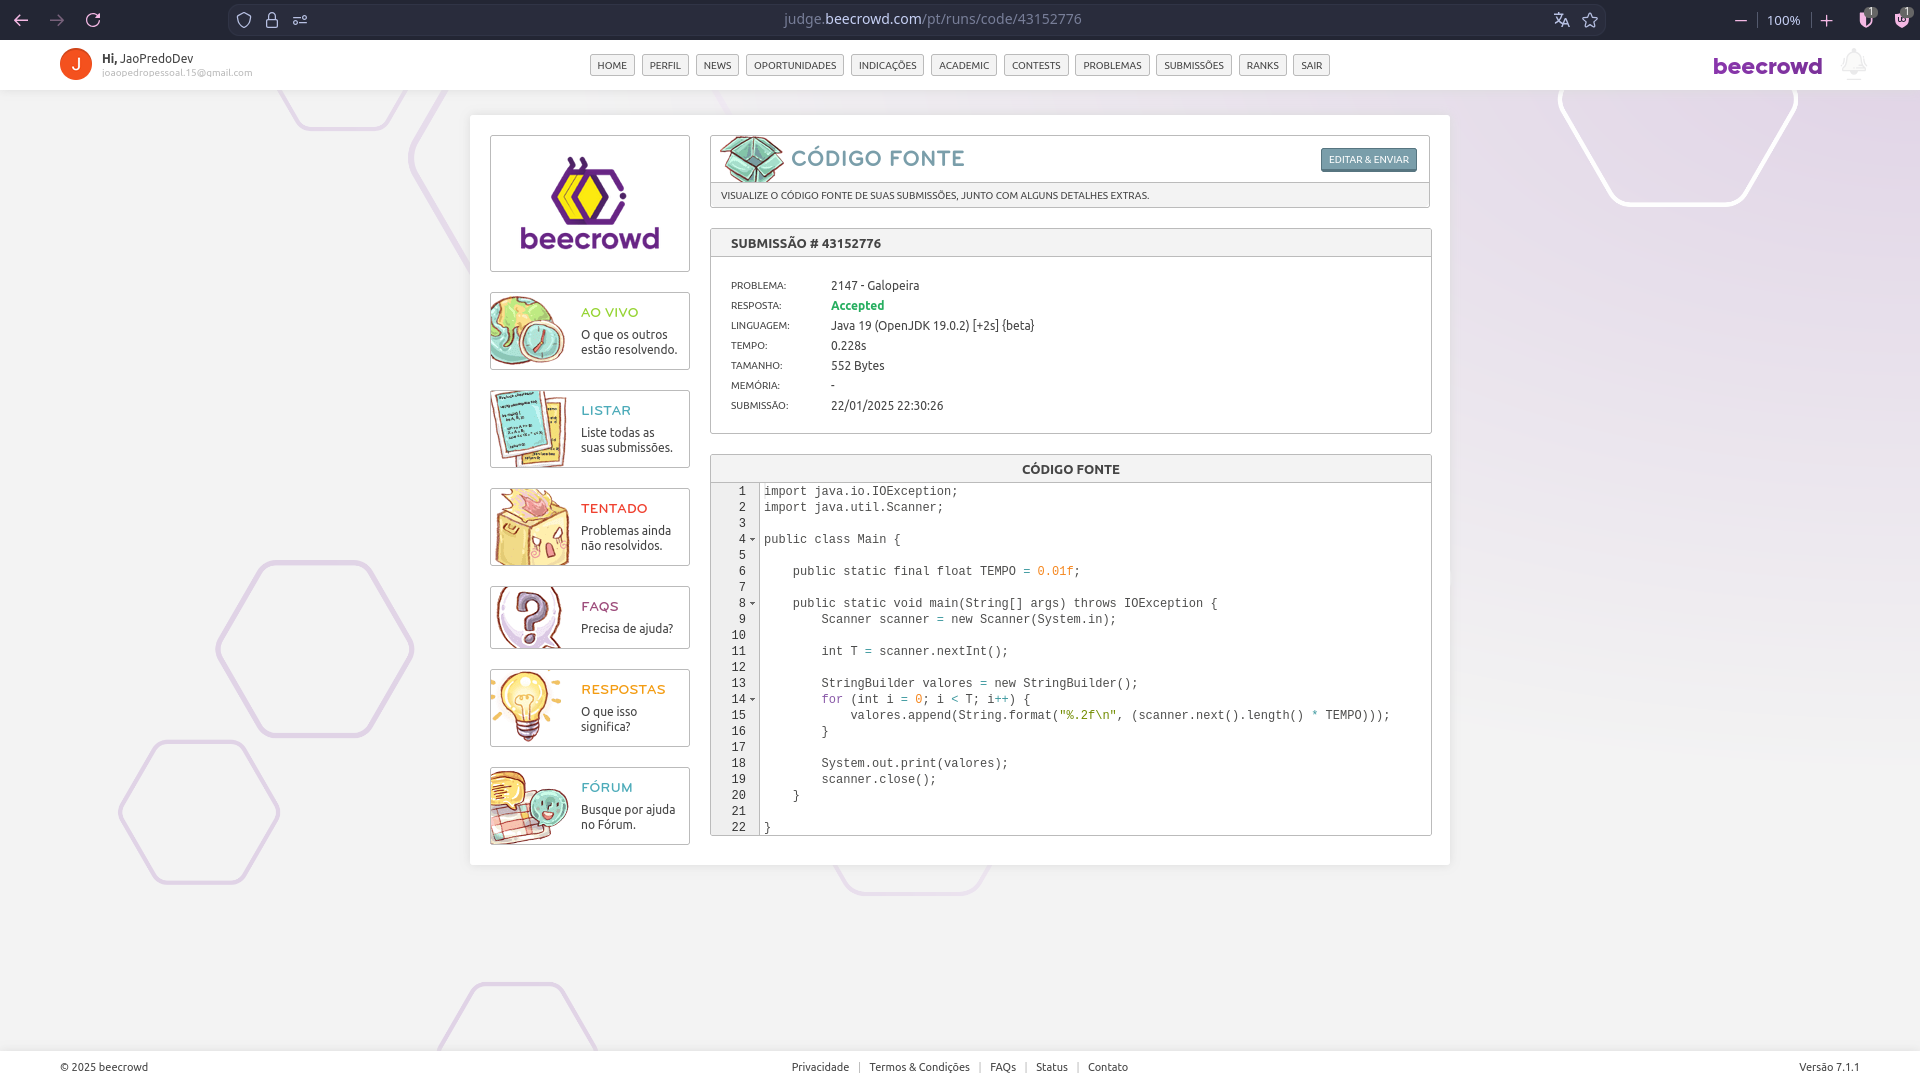 judge.beecrowd.com/pt/runs/code/43152776
100%
1
1
J
Hi, JaoPredoDev
joaopedropessoal.15@gmail.com
HOME
PERFIL
NEWS
OPORTUNIDADES
INDICAÇÕES
ACADEMIC
CONTESTS
PROBLEMAS
SUBMISSÕES
RANKS
SAIR
beecrowd
beecrowd
AO VIVO
O que os outros
estão resolvendo.
LISTAR
Liste todas as
suas submissões.
TENTADO
Problemas ainda
não resolvidos.
FAQS
Precisa de ajuda?
RESPOSTAS
O que isso
significa?
FÓRUM
Busque por ajuda
no Fórum.
CÓDIGO FONTE
EDITAR & ENVIAR
VISUALIZE O CÓDIGO FONTE DE SUAS SUBMISSÕES, JUNTO COM ALGUNS DETALHES EXTRAS.
SUBMISSÃO # 43152776
PROBLEMA: 2147 - Galopeira
RESPOSTA: Accepted
LINGUAGEM: Java 19 (OpenJDK 19.0.2) [+2s] {beta}
TEMPO: 0.228s
TAMANHO: 552 Bytes
MEMÓRIA: -
SUBMISSÃO: 22/01/2025 22:30:26
CÓDIGO FONTE
1 import java.io.IOException;
2 import java.util.Scanner;
3
4 public class Main {
5
6     public static final float TEMPO = 0.01f;
7
8     public static void main(String[] args) throws IOException {
9         Scanner scanner = new Scanner(System.in);
10
11         int T = scanner.nextInt();
12
13         StringBuilder valores = new StringBuilder();
14         for (int i = 0; i < T; i++) {
15             valores.append(String.format("%.2f\n", (scanner.next().length() * TEMPO)));
16         }
17
18         System.out.print(valores);
19         scanner.close();
20     }
21
22 }
© 2025 beecrowd
Privacidade | Termos & Condições | FAQs | Status | Contato
Versão 7.1.1